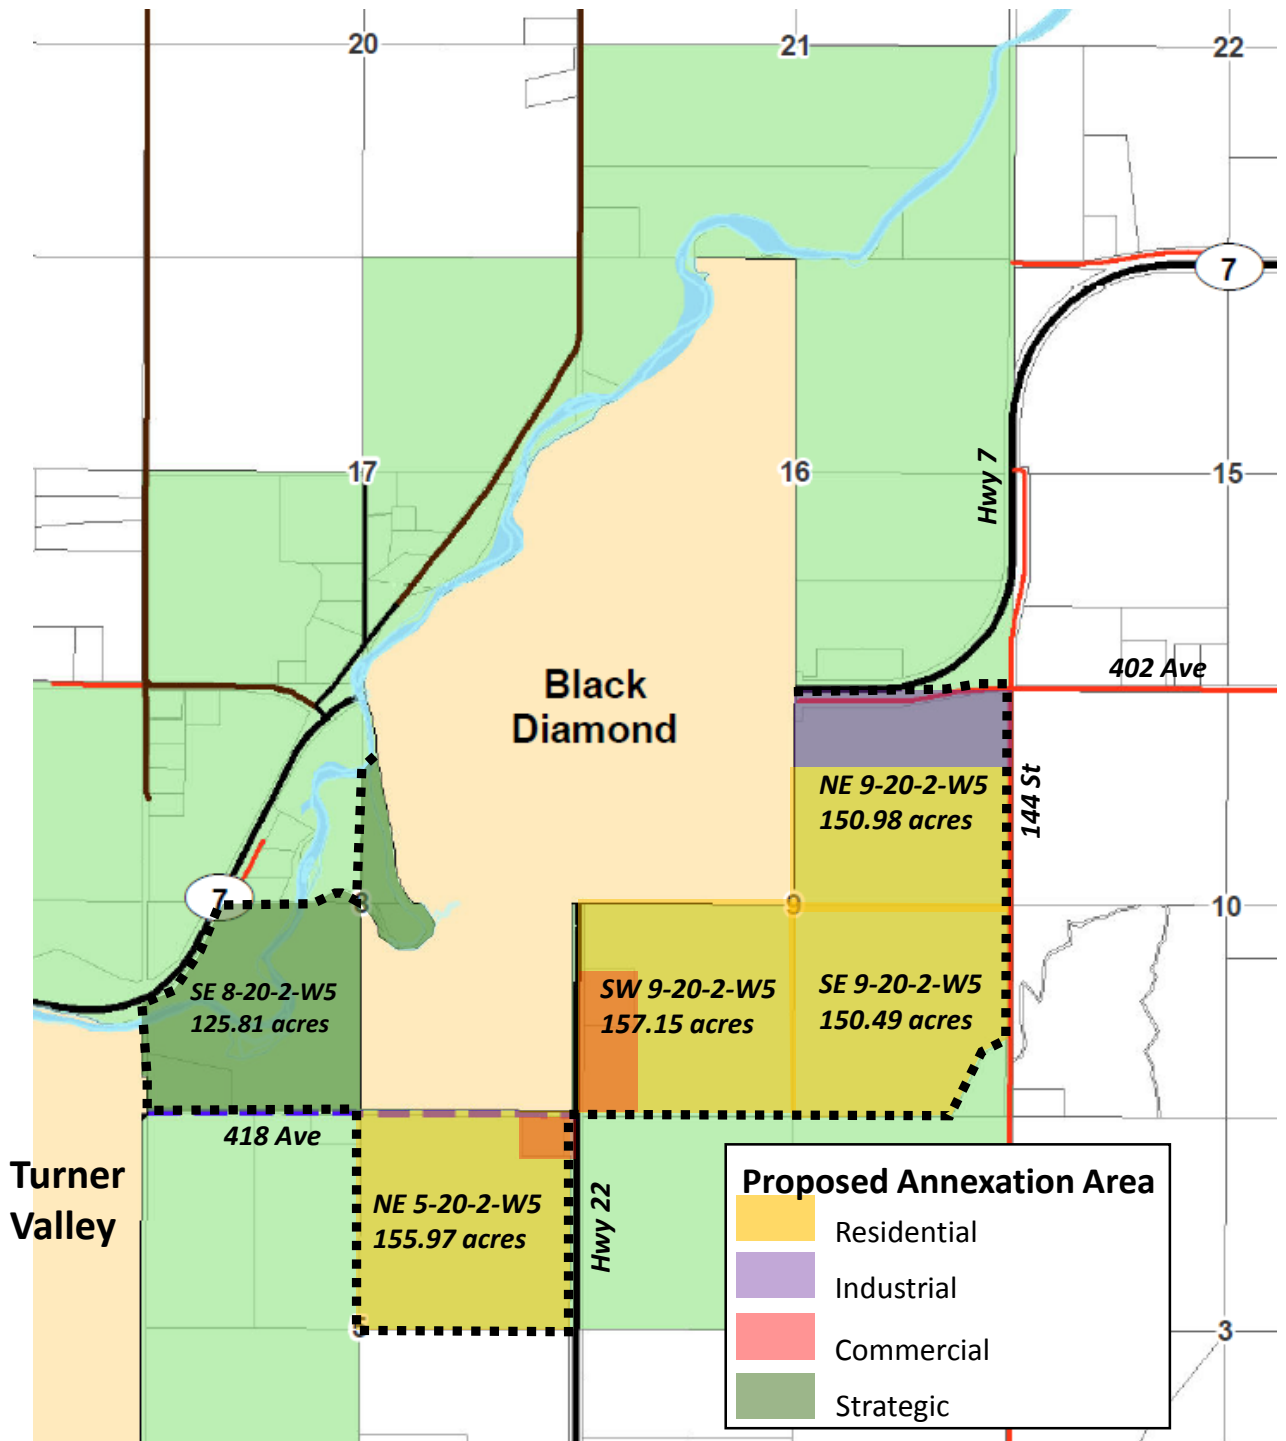 20
21
22
7
17
16
15
Hwy 7
402 Ave
Black
Diamond
NE 9-20-2-W5
150.98 acres
144 St
7
9
10
SE 8-20-2-W5
125.81 acres
SW 9-20-2-W5
157.15 acres
SE 9-20-2-W5
150.49 acres
418 Ave
Turner
Valley
NE 5-20-2-W5
155.97 acres
Hwy 22
3
Proposed Annexation Area
Residential
Industrial
Commercial
Strategic